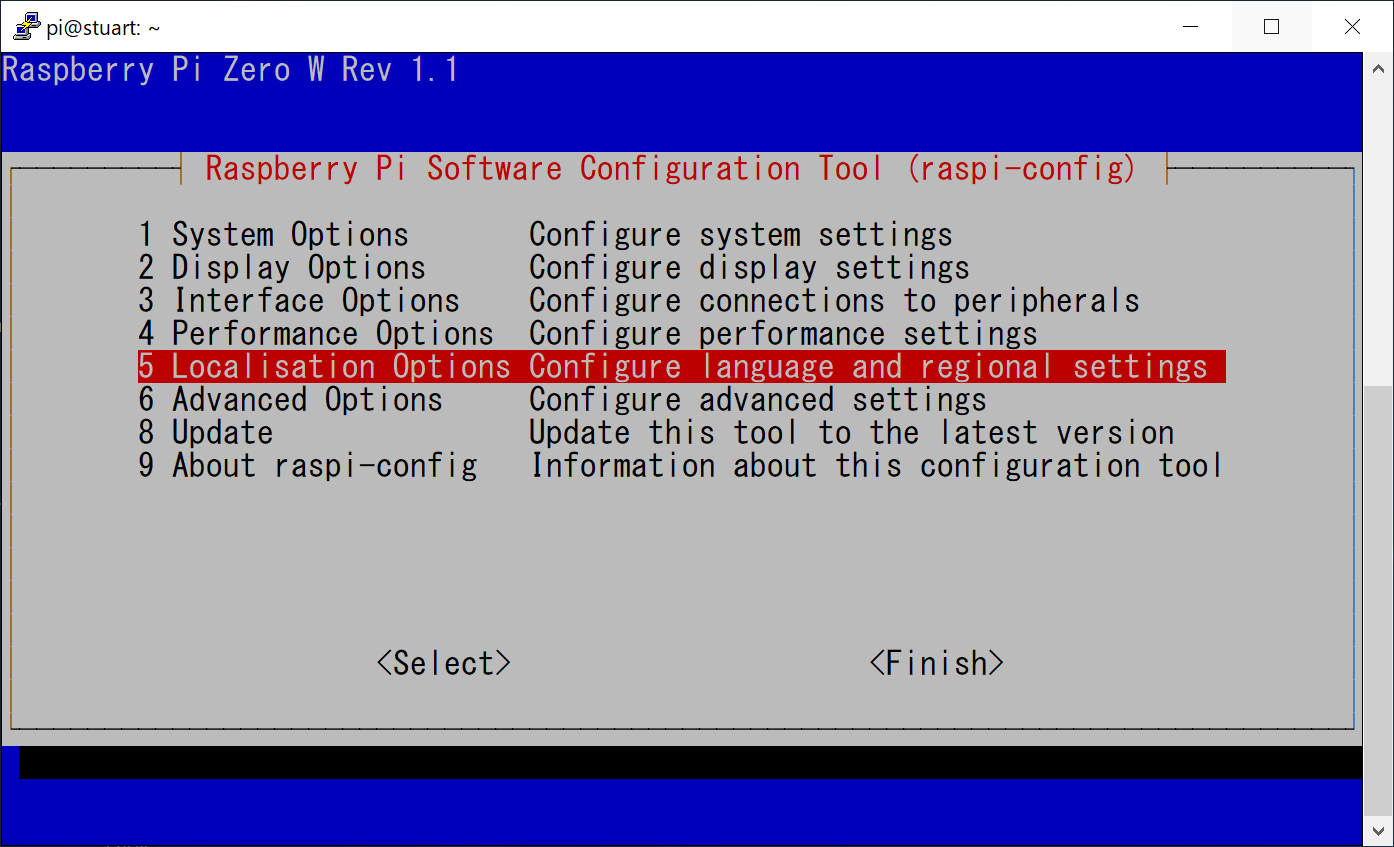 pi@stuart: ~
Raspberry Pi Zero W Rev 1.1
Raspberry Pi Software Configuration Tool (raspi-config)
1 System Options Configure system settings
2 Display Options Configure display settings
3 Interface Options Configure connections to peripherals
4 Performance Options Configure performance settings
5 Localisation Options Configure language and regional settings
6 Advanced Options Configure advanced settings
8 Update Update this tool to the latest version
9 About raspi-config Information about this configuration tool
<Select> <Finish>